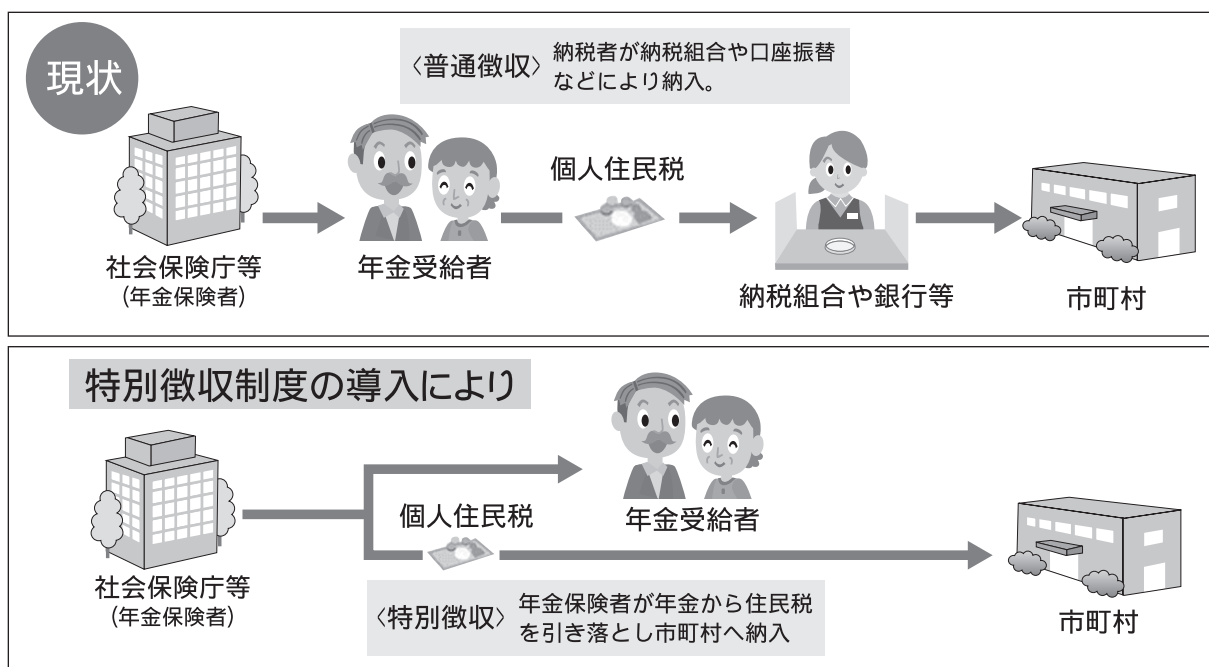 現状
〈普通徴収〉納税者が納税組合や口座振替
などにより納入。
個人住民税
社会保険庁等
(年金保険者)
年金受給者
納税組合や銀行等
市町村
特別徴収制度の導入により
個人住民税
年金受給者
社会保険庁等
(年金保険者)
〈特別徴収〉年金保険者が年金から住民税
を引き落とし市町村へ納入
市町村